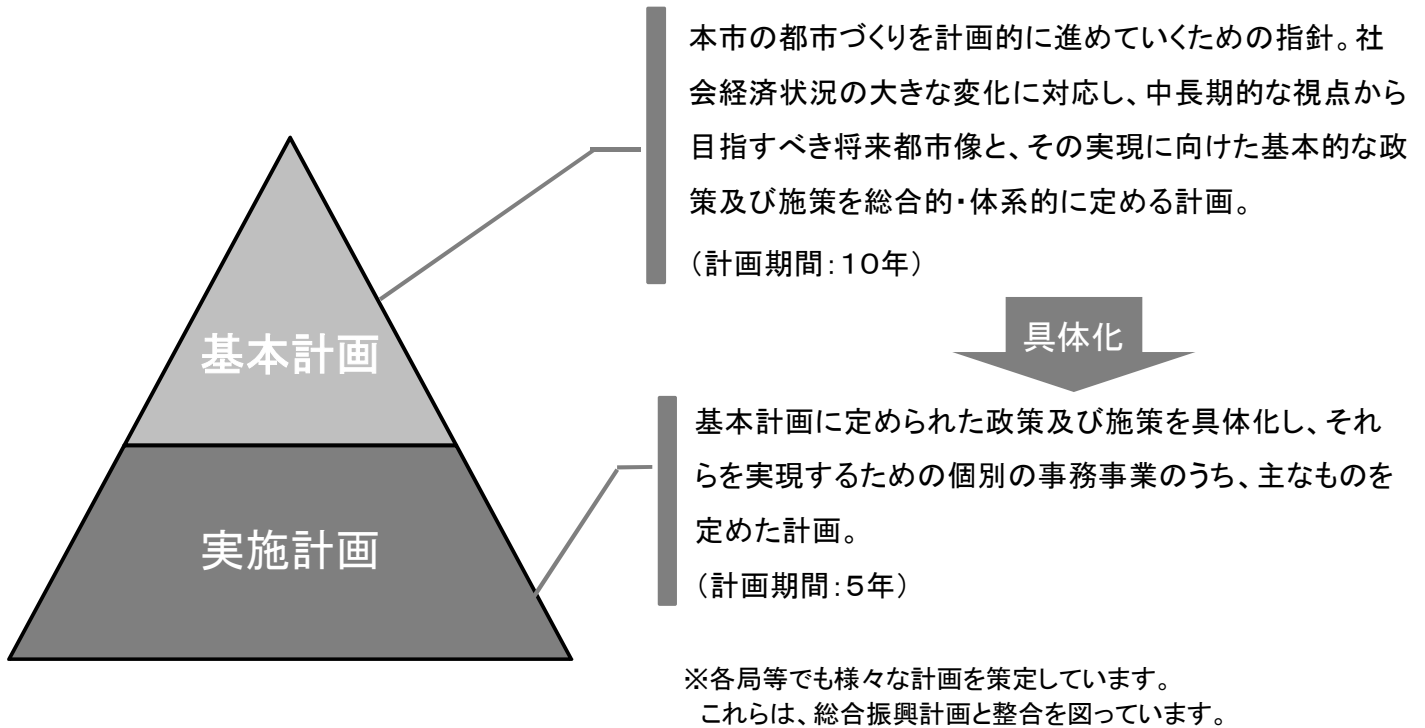 本市の都市づくりを計画的に進めていくための指針。社
会経済状況の大きな変化に対応し、中長期的な視点から
目指すべき将来都市像と、その実現に向けた基本的な政
策及び施策を総合的・体系的に定める計画。
（計画期間：１０年）
具体化
基本計画
基本計画に定められた政策及び施策を具体化し、それ
らを実現するための個別の事務事業のうち、主なものを
定めた計画。
（計画期間：５年）
実施計画
※各局等でも様々な計画を策定しています。
これらは、総合振興計画と整合を図っています。